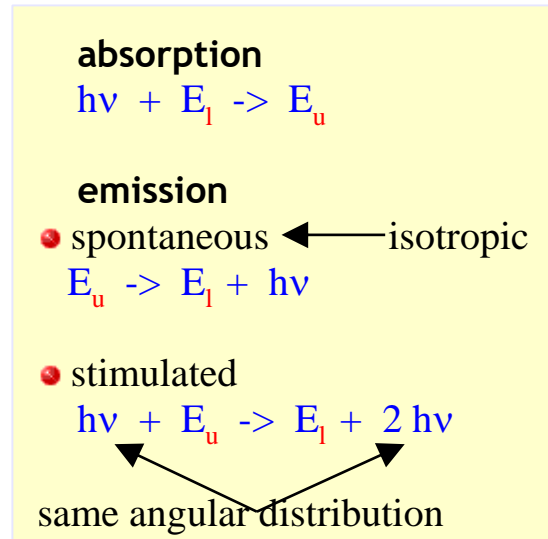 absorption
hν + El -> Eu
emission
spontaneous isotropic
Eu -> El + hν
stimulated
hν + Eu -> El + 2 hν
same angular distribution